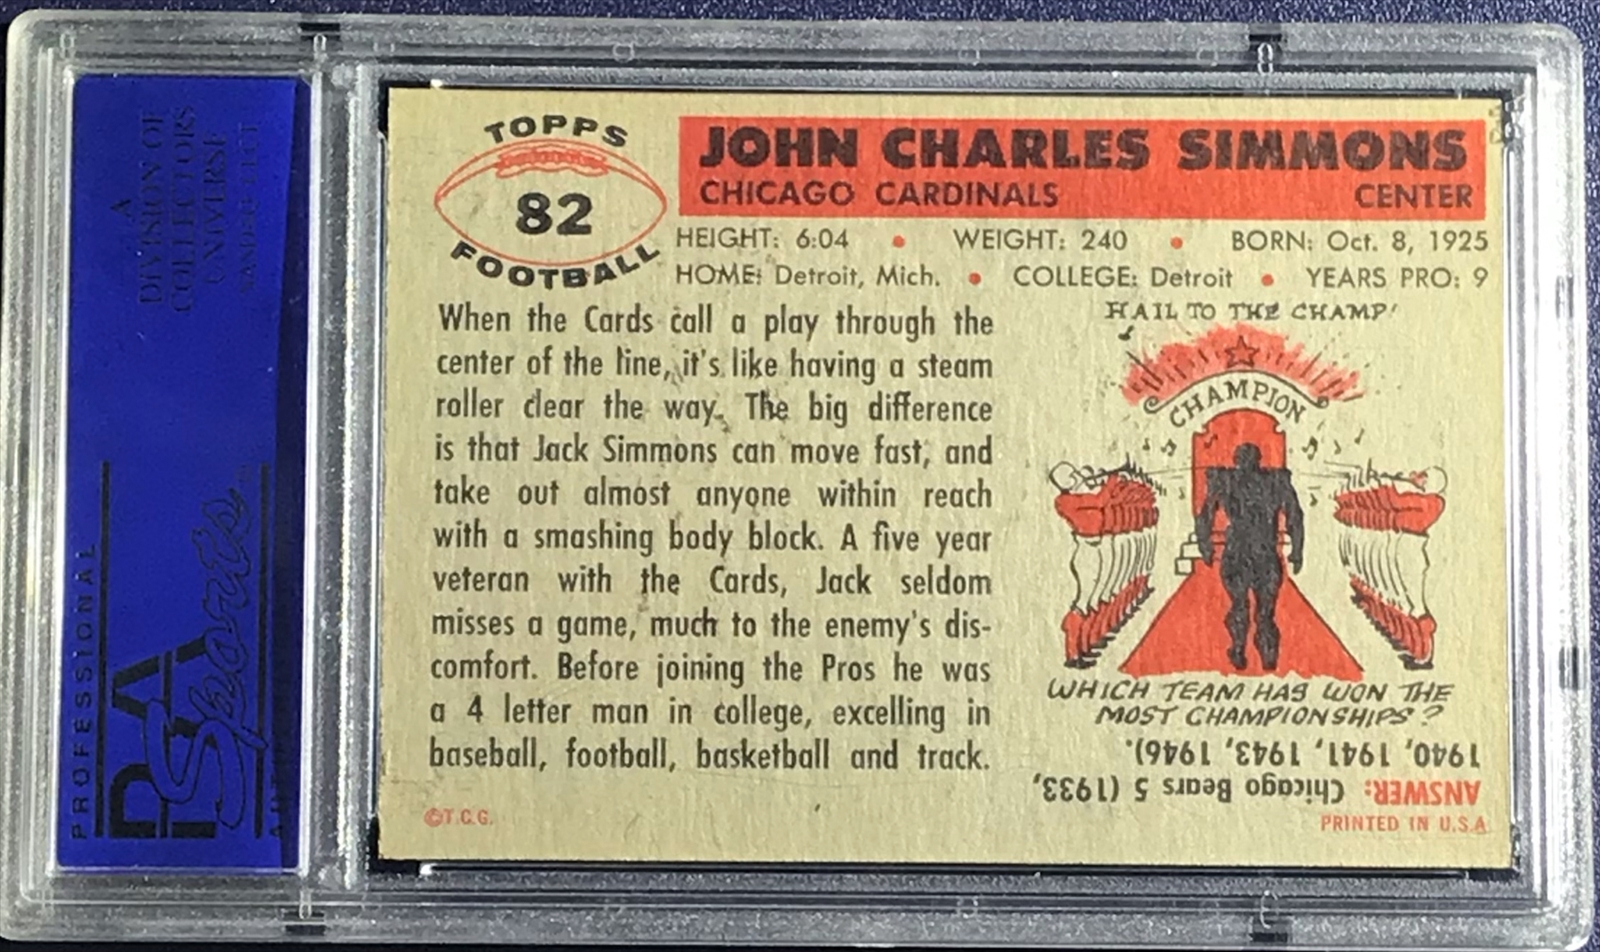 A
DIVISION OF
COLLECTORS
UNIVERSE
PROFESSIONAL
PSA
Sports
TOPPS
82
FOOTBALL
JOHN CHARLES SIMMONS
CHICAGO CARDINALS CENTER
HEIGHT: 6:04 • WEIGHT: 240 • BORN: Oct. 8, 1925
HOME: Detroit, Mich. • COLLEGE: Detroit • YEARS PRO: 9
When the Cards call a play through the
center of the line, it's like having a steam
roller clear the way. The big difference
is that Jack Simmons can move fast, and
take out almost anyone within reach
with a smashing body block. A five year
veteran with the Cards, Jack seldom
misses a game, much to the enemy's dis-
comfort. Before joining the Pros he was
a 4 letter man in college, excelling in
baseball, football, basketball and track.
HAIL TO THE CHAMP!
CHAMPION
WHICH TEAM HAS WON THE
MOST CHAMPIONSHIPS?
ANSWER: Chicago Bears 5 (1933,
1940, 1941, 1943, 1946).
©T.C.G.
PRINTED IN U.S.A